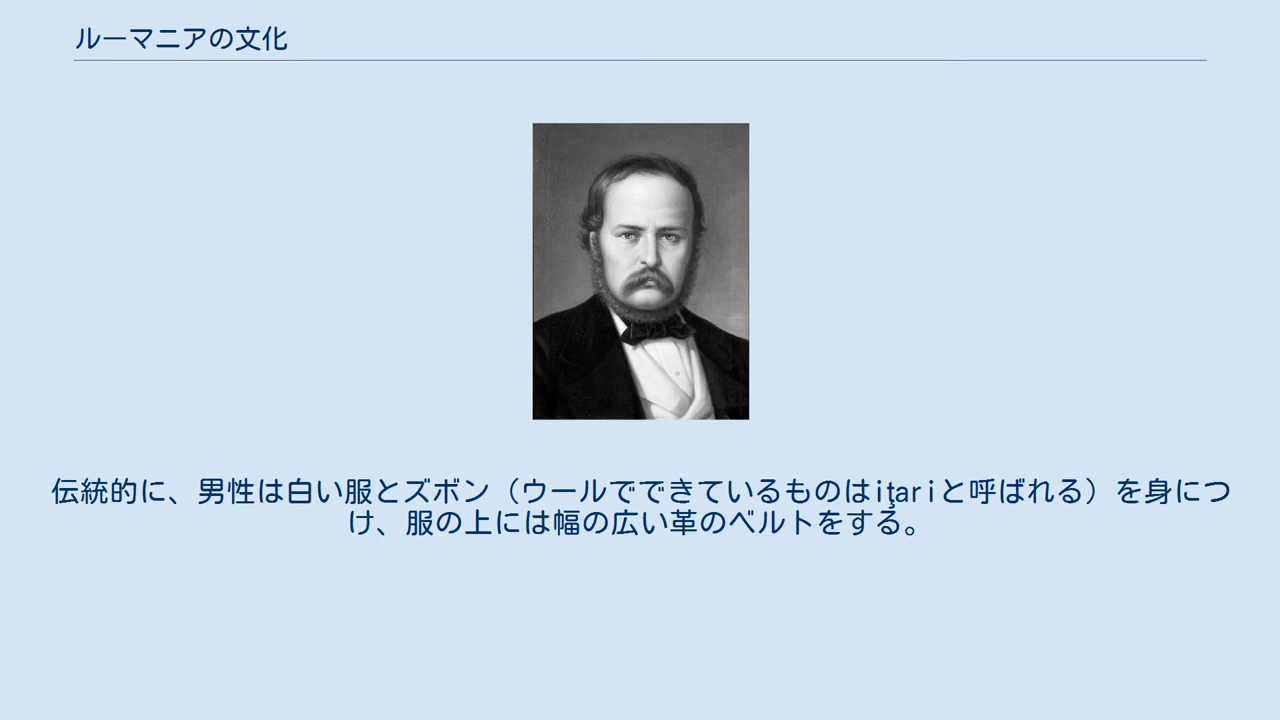 ルーマニアの文化
伝統的に、男性は白い服とズボン（ウールでできているものはiţariと呼ばれる）を身につ
け、服の上には幅の広い革のベルトをする。